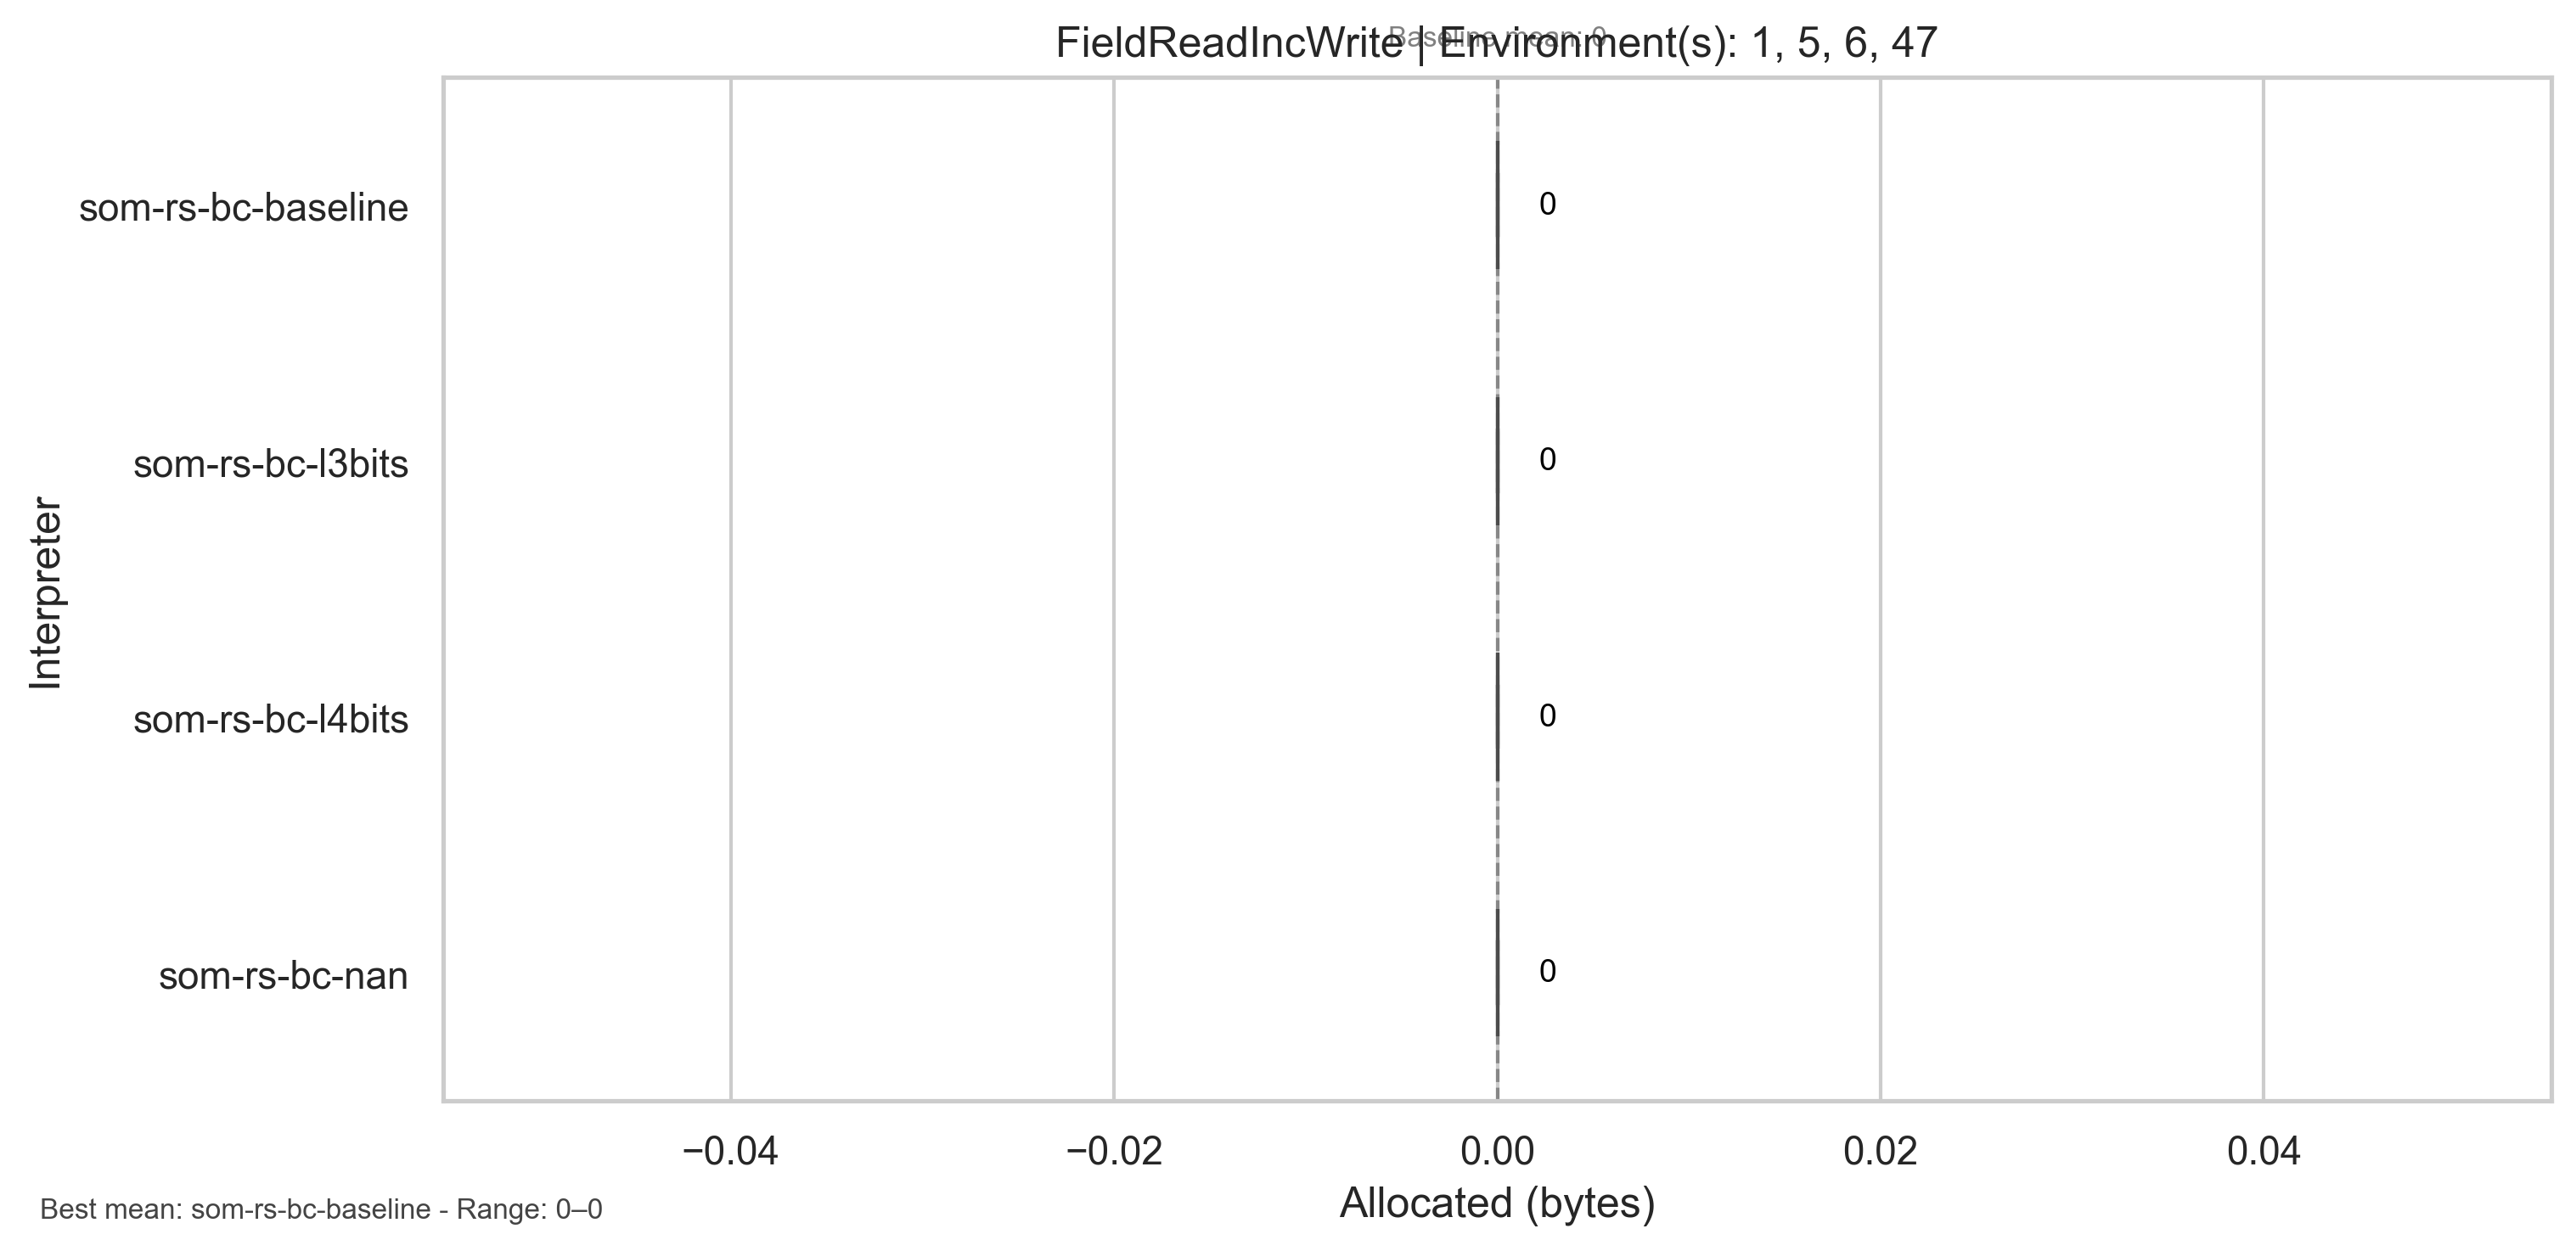 Baseline mean: 0
FieldReadIncWrite | Environment(s): 1, 5, 6, 47
som-rs-bc-baseline
0
som-rs-bc-l3bits
0
som-rs-bc-l4bits
0
som-rs-bc-nan
0
Interpreter
−0.04
−0.02
0.00
0.02
0.04
Allocated (bytes)
Best mean: som-rs-bc-baseline - Range: 0–0